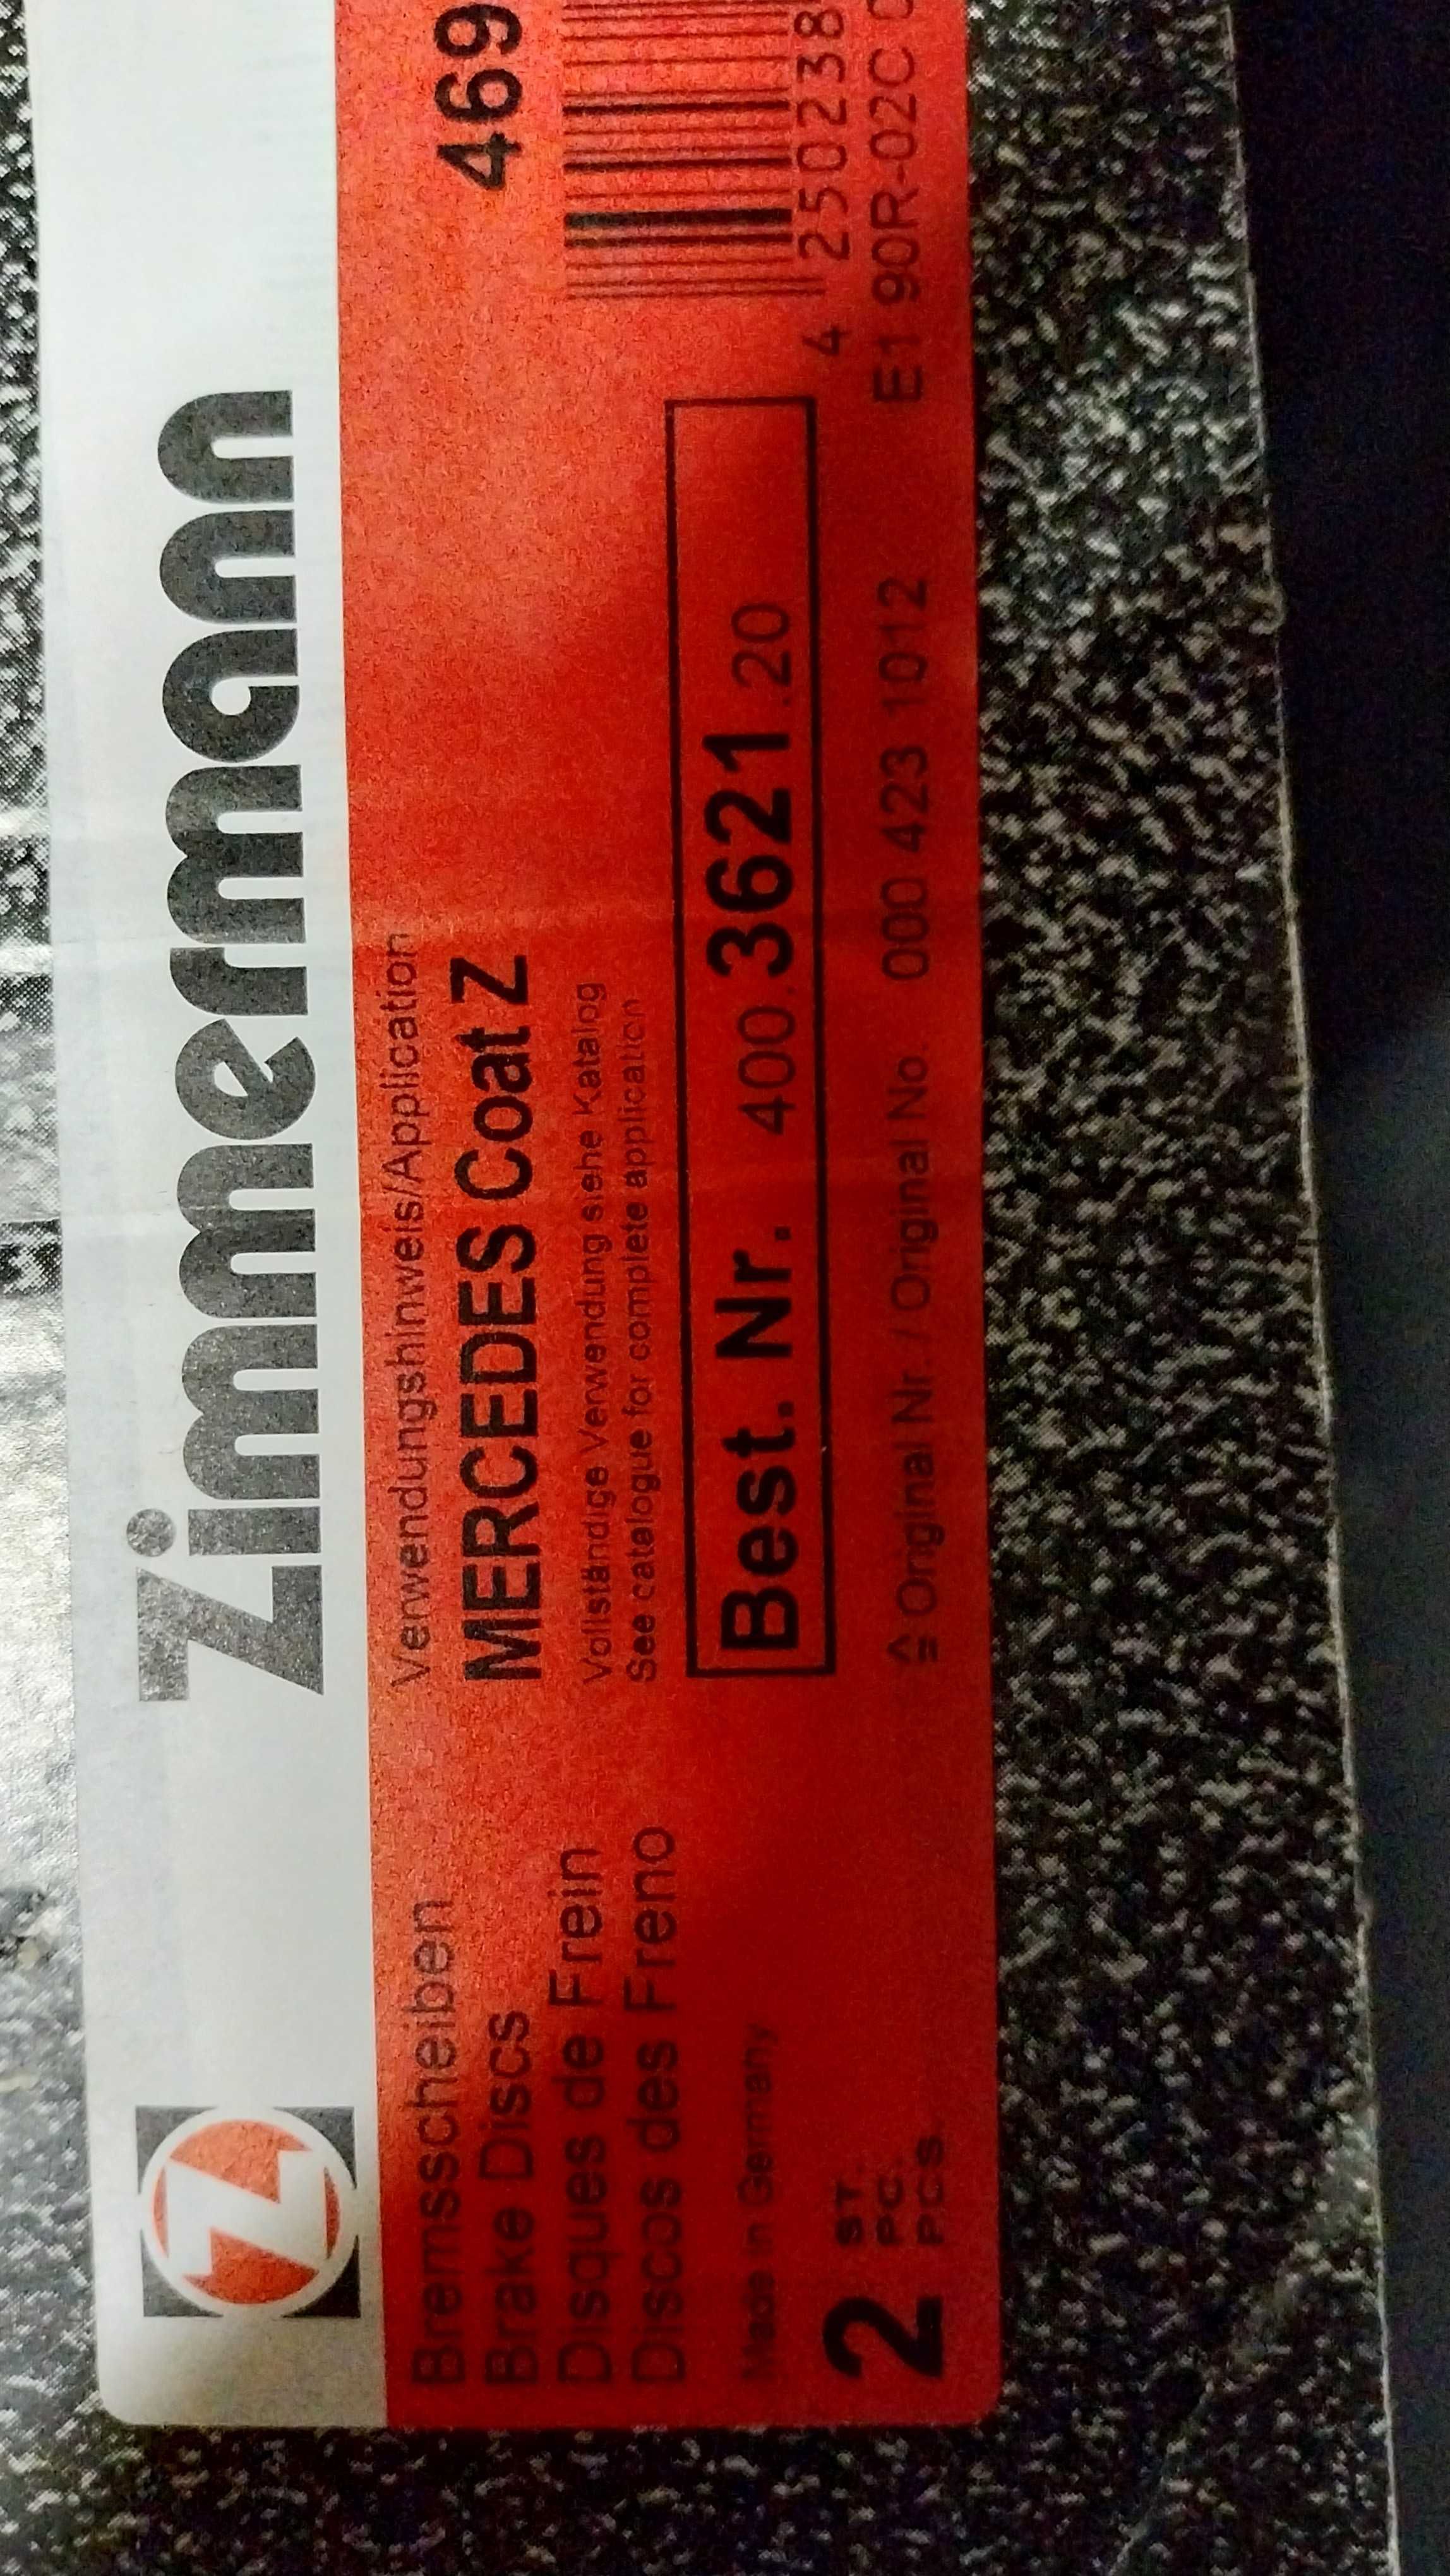 Z
Zimmermann
Bremsscheiben
Brake Discs
Disques de Frein
Discos des Freno
Made in Germany
2 ST.
PC.
PCS.
Verwendungshinweis/Application
MERCEDES Coat Z
Vollständige Verwendung siehe Katalog
See catalogue for complete application
Best. Nr. 400.3621.20
≙ Original Nr. / Original No. 000 423 1012
469
4 250238
E1 90R-02C